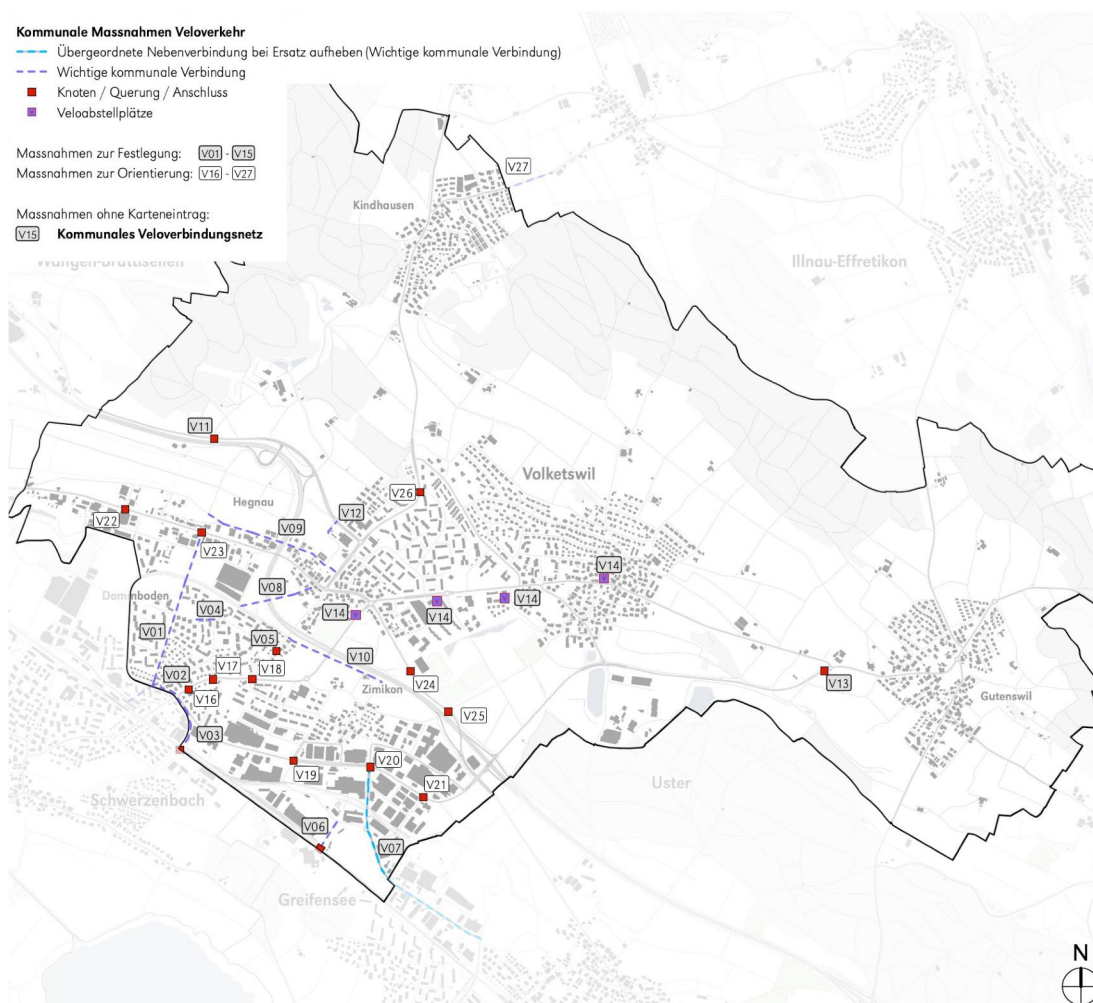 Kommunale Massnahmen Veloverkehr
Übergeordnete Nebenverbindung bei Ersatz aufheben (Wichtige kommunale Verbindung)
Wichtige kommunale Verbindung
Knoten / Querung / Anschluss
Veloabstellplätze
Massnahmen zur Festlegung: V01 - V15
Massnahmen zur Orientierung: V16 - V27
Massnahmen ohne Karteneintrag:
V15 Kommunales Veloverbindungsnetz
V27
Kindhausen
Wangen-Brüttisellen
Illnau-Effretikon
V11
Volketswil
V26
Hegnau
V12
V22
V09
V23
V14
V08
Dammboden
V04
V14
V14
V14
V01
V05
V10
V02
V17
V18
Zimikon
V24
V13
V16
Gutenswil
V25
V03
V20
V19
Uster
V21
Schwerzenbach
V06
V07
Greifensee
N